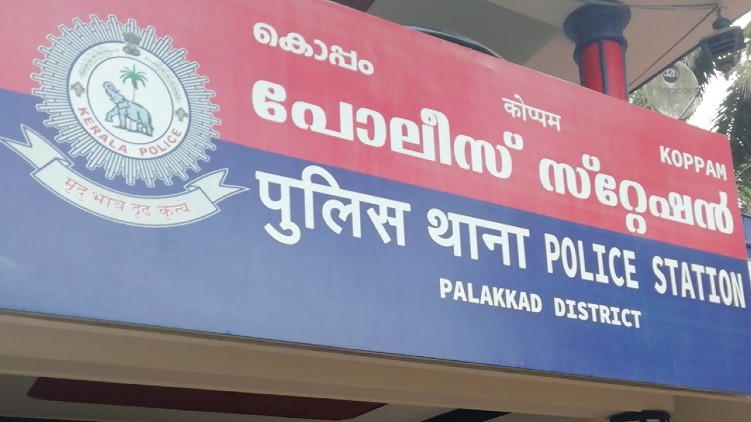 കൊപ്പം
कोप्पम
KOPPAM
പോലീസ് സ്റ്റേഷൻ
पुलिस थाना POLICE STATION
PALAKKAD DISTRICT
KERALA POLICE
मृदु भावे दृढ कृत्ये